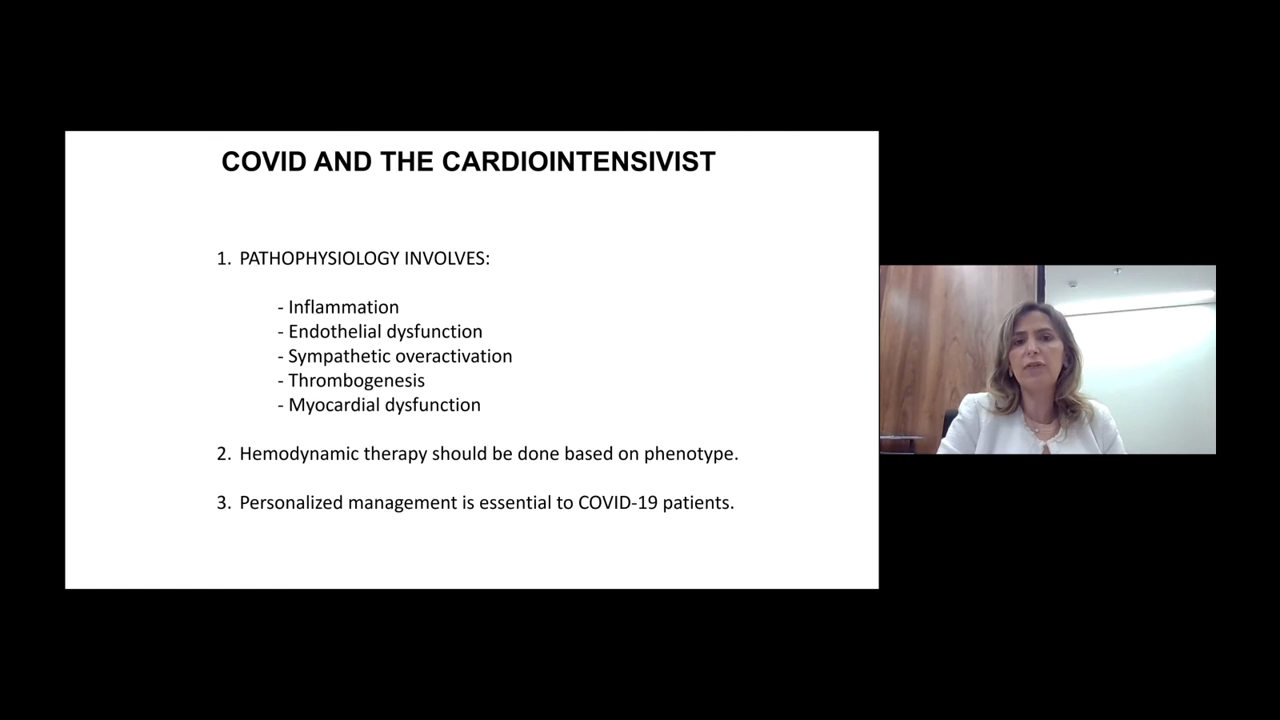 COVID AND THE CARDIOINTENSIVIST
1. PATHOPHYSIOLOGY INVOLVES:
- Inflammation
- Endothelial dysfunction
- Sympathetic overactivation
- Thrombogenesis
- Myocardial dysfunction
2. Hemodynamic therapy should be done based on phenotype.
3. Personalized management is essential to COVID-19 patients.